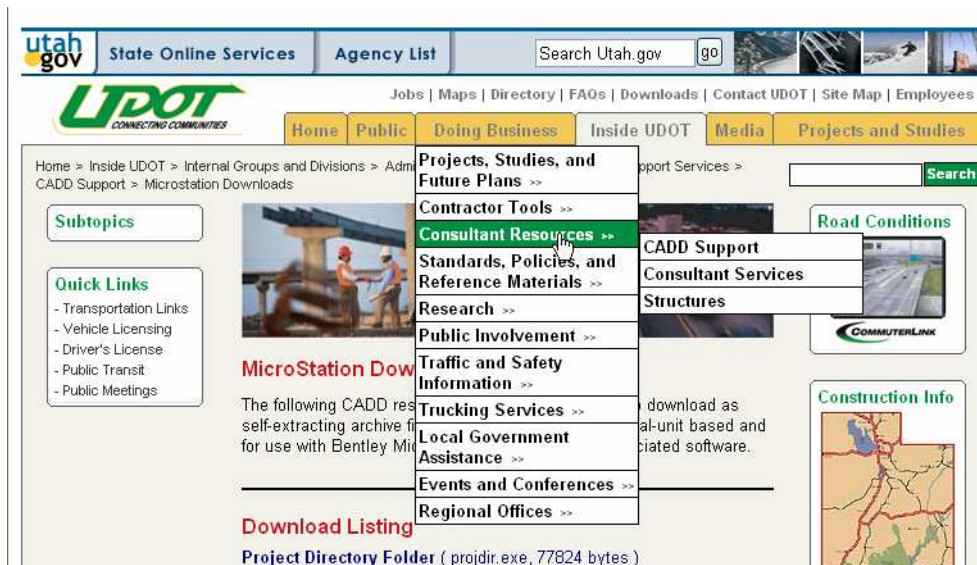 utah
gov
State Online Services
Agency List
Search Utah.gov
go
UDOT
CONNECTING COMMUNITIES
Jobs | Maps | Directory | FAQs | Downloads | Contact UDOT | Site Map | Employees
Home
Public
Doing Business
Inside UDOT
Media
Projects and Studies
Home > Inside UDOT > Internal Groups and Divisions > Admi
pport Services >
CADD Support > Microstation Downloads
Search
Subtopics
Quick Links
- Transportation Links
- Vehicle Licensing
- Driver's License
- Public Transit
- Public Meetings
Projects, Studies, and
Future Plans >>
Contractor Tools >>
Consultant Resources >>
Standards, Policies, and
Reference Materials >>
Research >>
Public Involvement >>
Traffic and Safety
Information >>
Trucking Services >>
Local Government
Assistance >>
Events and Conferences >>
Regional Offices >>
CADD Support
Consultant Services
Structures
MicroStation Dow
The following CADD res
download as
self-extracting archive fi
al-unit based and
for use with Bentley Mic
ciated software.
Download Listing
Project Directory Folder ( projdir.exe, 77824 bytes )
Road Conditions
COMMUTERLINK
Construction Info